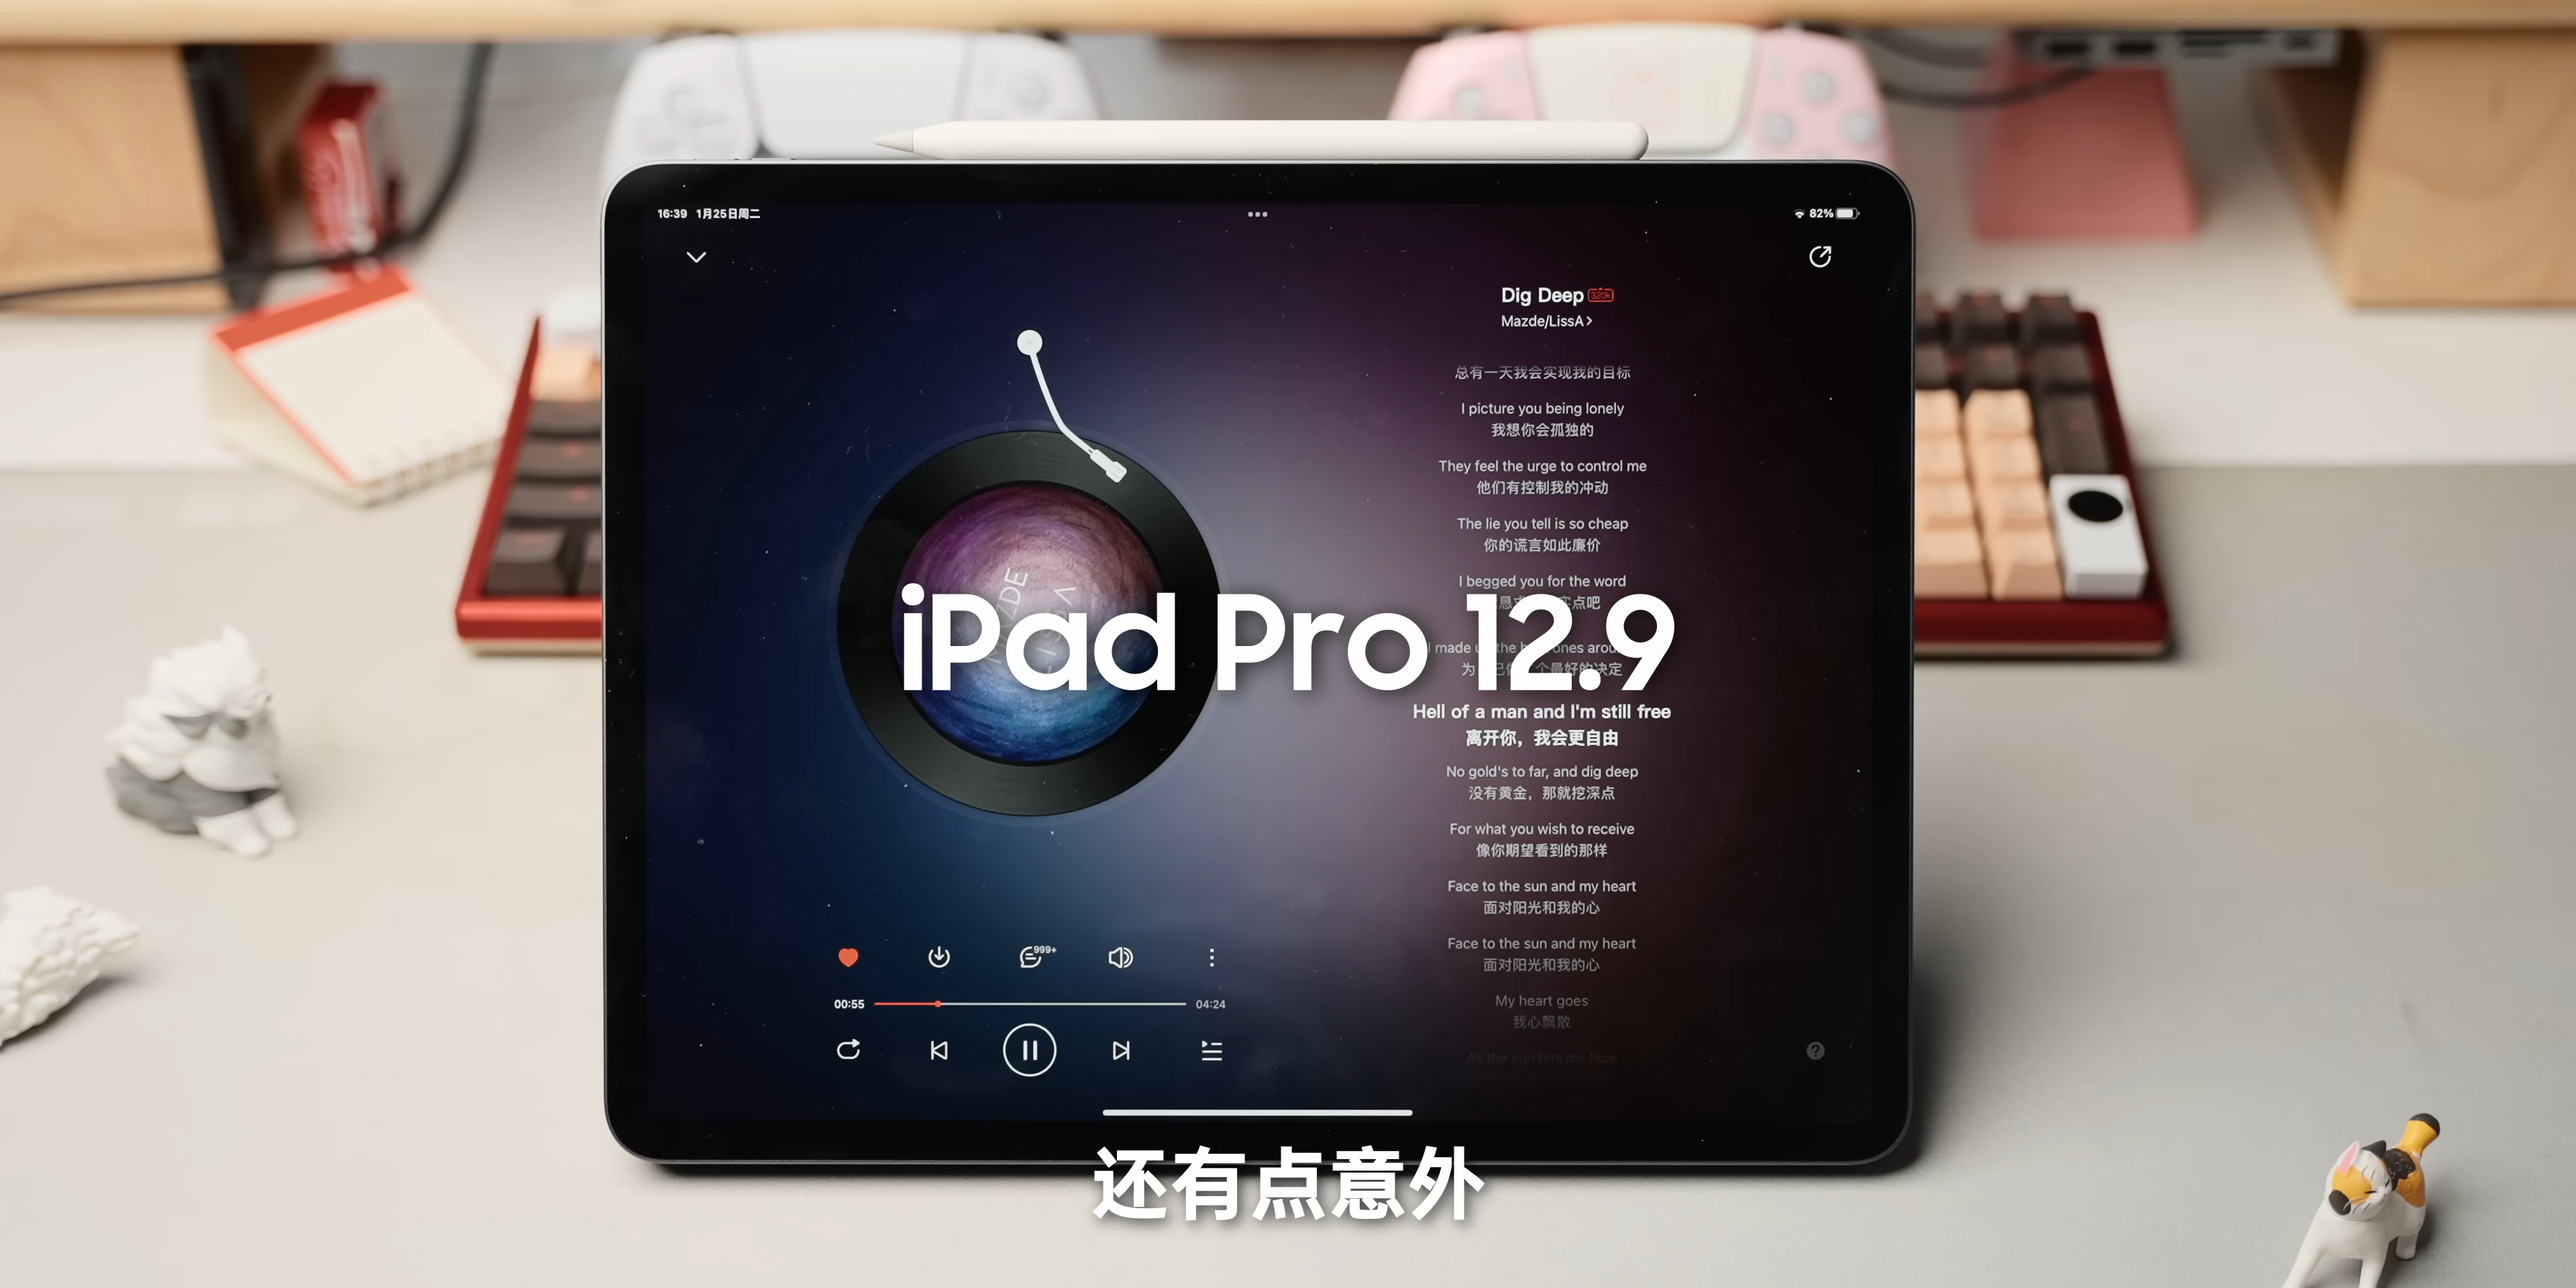 16:39 1月25日周二
82%
Dig Deep 320k
Mazde/LissA
总有一天我会实现我的目标
I picture you being lonely
我想你会孤独的
They feel the urge to control me
他们有控制我的冲动
The lie you tell is so cheap
你的谎言如此廉价
I begged you for the word
iPad Pro 12.9
Hell of a man and I'm still free
离开你，我会更自由
No gold's to far, and dig deep
没有黄金，那就挖深点
For what you wish to receive
像你期望看到的那样
Face to the sun and my heart
面对阳光和我的心
Face to the sun and my heart
面对阳光和我的心
My heart goes
我心飘散
As the sun hits my face
999+
00:55
04:24
还有点意外